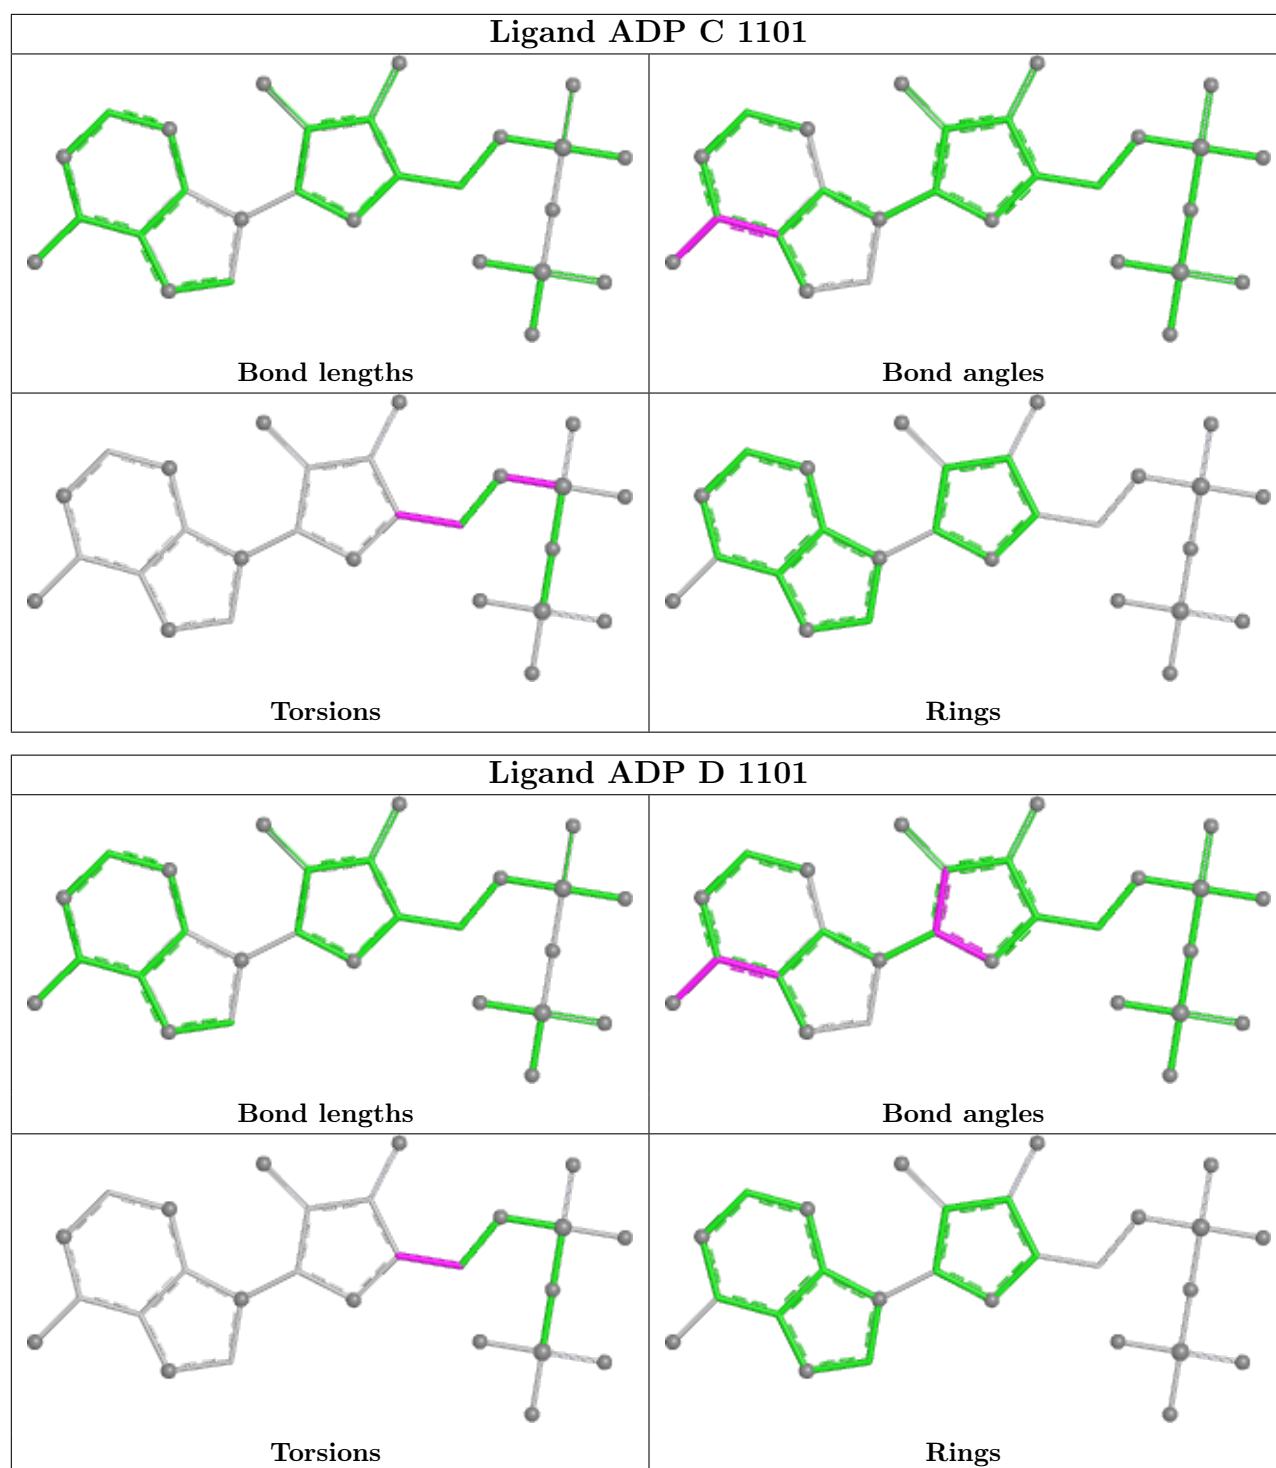 Ligand ADP C 1101
Bond lengths
Bond angles
Torsions
Rings
Ligand ADP D 1101
Bond lengths
Bond angles
Torsions
Rings